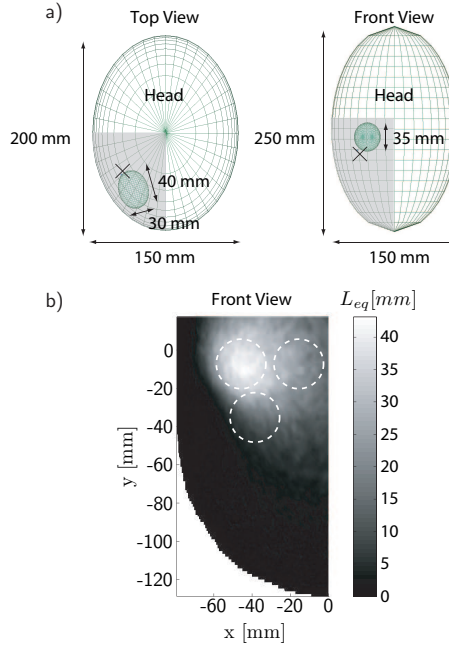 a)
Top View
Front View
Head
Head
200 mm
250 mm
35 mm
40 mm
30 mm
150 mm
150 mm
b)
Front View
L_{eq}[mm]
0
-20
-40
-60
-80
-100
-120
y [mm]
-60
-40
-20
0
x [mm]
40
35
30
25
20
15
10
5
0